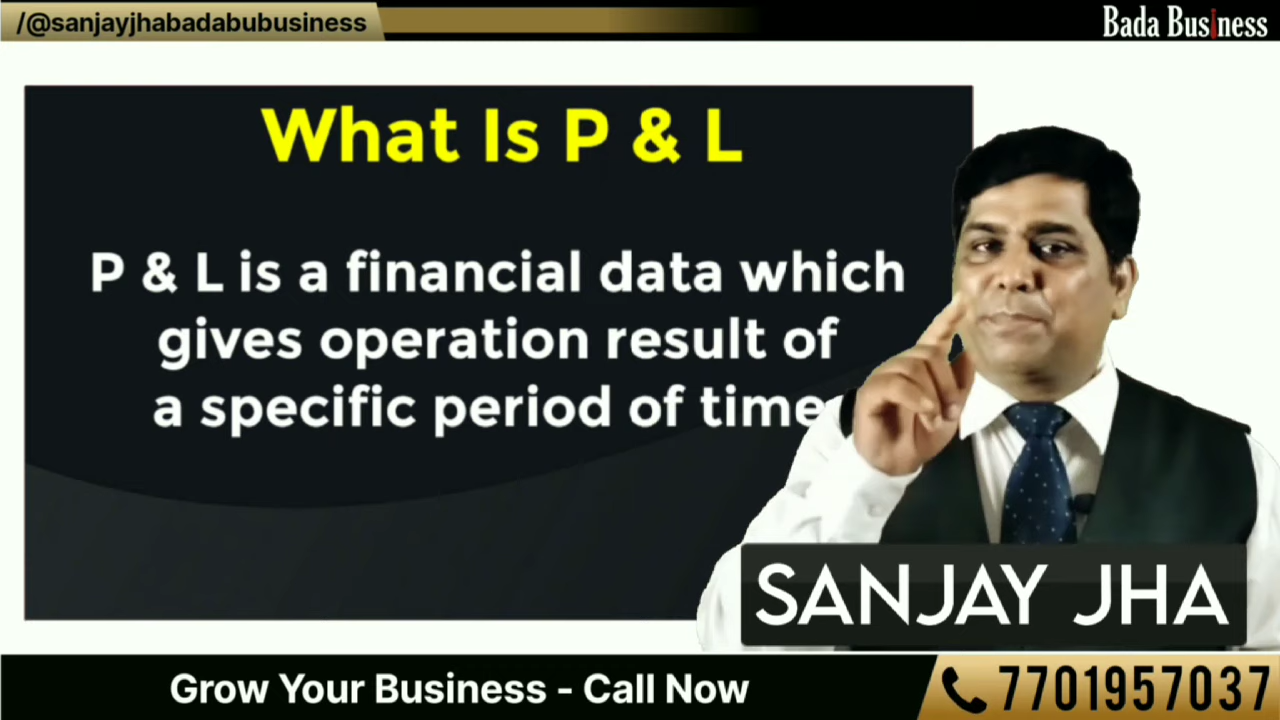 /@sanjayjhabadabubusiness
Bada Business
What Is P & L
P & L is a financial data which
gives operation result of
a specific period of time
SANJAY JHA
Grow Your Business - Call Now
7701957037